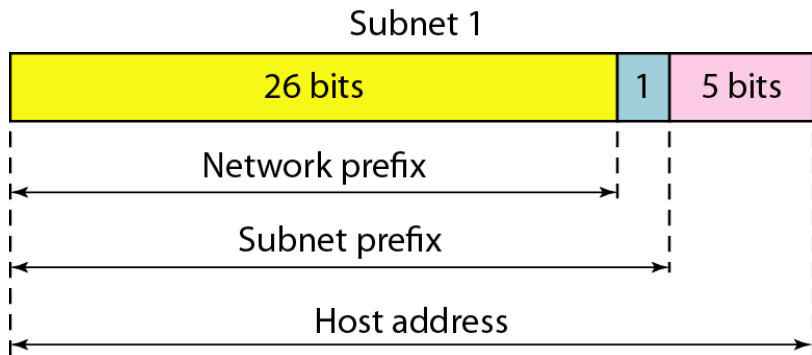 Subnet 1
26 bits 1 5 bits
Network prefix
Subnet prefix
Host address